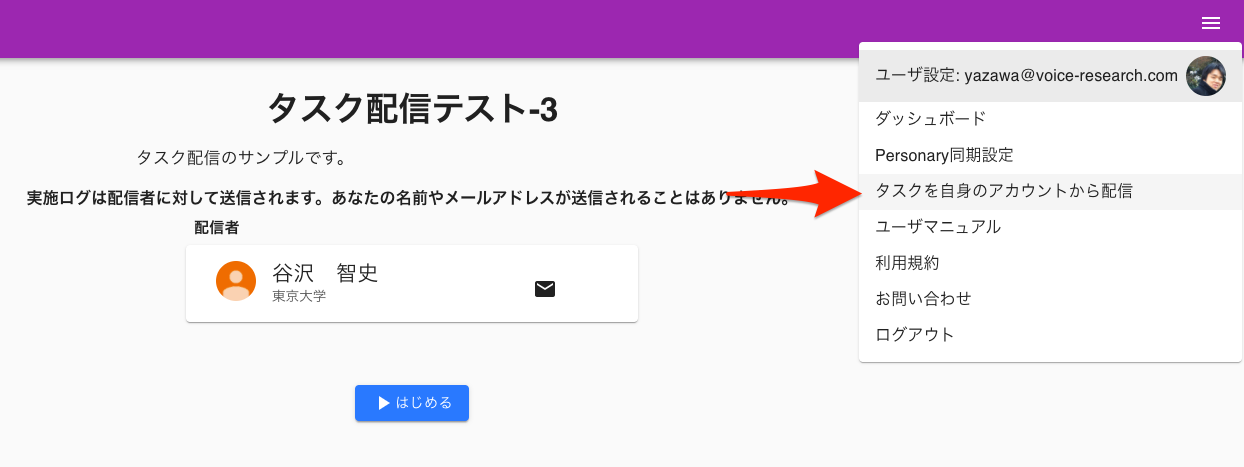 ユーザ設定: yazawa@voice-research.com
ダッシュボード
Personary同期設定
タスクを自身のアカウントから配信
ユーザマニュアル
利用規約
お問い合わせ
ログアウト
タスク配信テスト-3
タスク配信のサンプルです。
実施ログは配信者に対して送信されます。あなたの名前やメールアドレスが送信されることはありません。
配信者
谷沢　智史
東京大学
はじめる